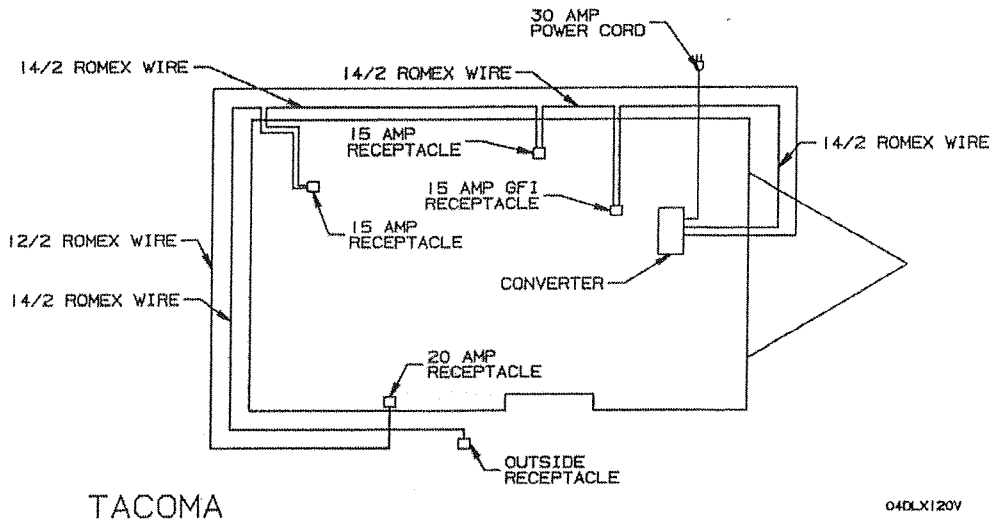 30 AMP
POWER CORD
14/2 ROMEX WIRE
14/2 ROMEX WIRE
15 AMP
RECEPTACLE
14/2 ROMEX WIRE
15 AMP GFI
RECEPTACLE
15 AMP
RECEPTACLE
12/2 ROMEX WIRE
CONVERTER
14/2 ROMEX WIRE
20 AMP
RECEPTACLE
OUTSIDE
RECEPTACLE
TACOMA
04DLX120V